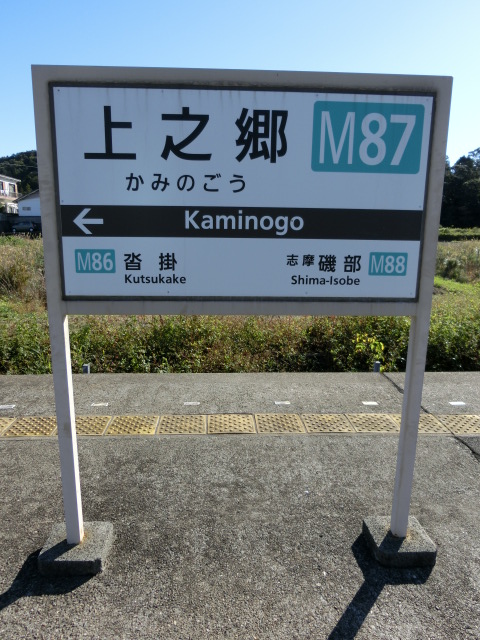 上之郷 M87
かみのごう
← Kaminogo
M86 沓掛 志摩磯部 M88
Kutsukake Shima-Isobe